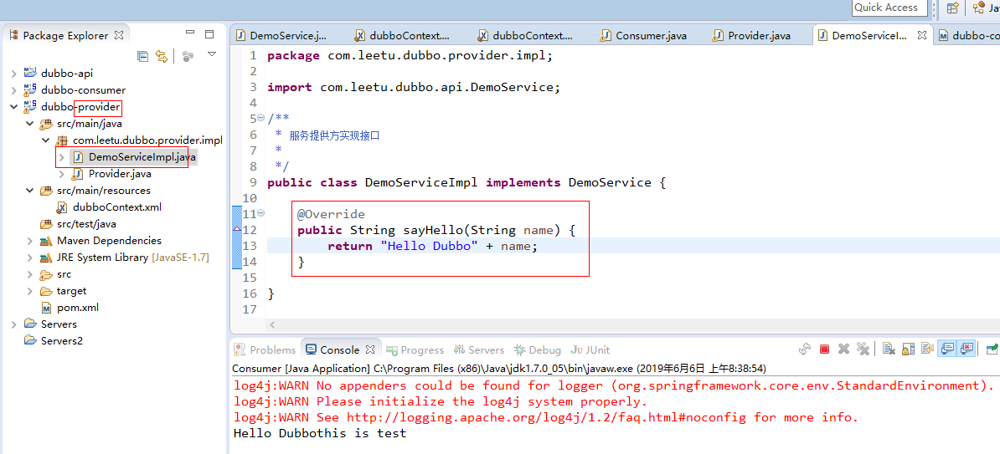 Quick Access
Ja
Package Explorer
dubbo-api
dubbo-consumer
dubbo-provider
src/main/java
com.leetu.dubbo.provider.impl
DemoServiceImpl.java
Provider.java
src/main/resources
dubboContext.xml
src/test/java
Maven Dependencies
JRE System Library [JavaSE-1.7]
src
target
pom.xml
Servers
Servers2
DemoService.j... dubboContext.... dubboContext.... Consumer.java Provider.java DemoServiceI... dubbo-co
1 package com.leetu.dubbo.provider.impl;
2
3 import com.leetu.dubbo.api.DemoService;
4
5 /**
6 * 服务提供方实现接口
7 *
8 */
9 public class DemoServiceImpl implements DemoService {
10
11 @Override
12 public String sayHello(String name) {
13 return "Hello Dubbo" + name;
14 }
15
16 }
17
Problems Console Progress Servers Debug JUnit
Consumer [Java Application] C:\Program Files (x86)\Java\jdk1.7.0_05\bin\javaw.exe (2019年6月6日 上午8:38:54)
log4j:WARN No appenders could be found for logger (org.springframework.core.env.StandardEnvironment).
log4j:WARN Please initialize the log4j system properly.
log4j:WARN See http://logging.apache.org/log4j/1.2/faq.html#noconfig for more info.
Hello Dubbothis is test